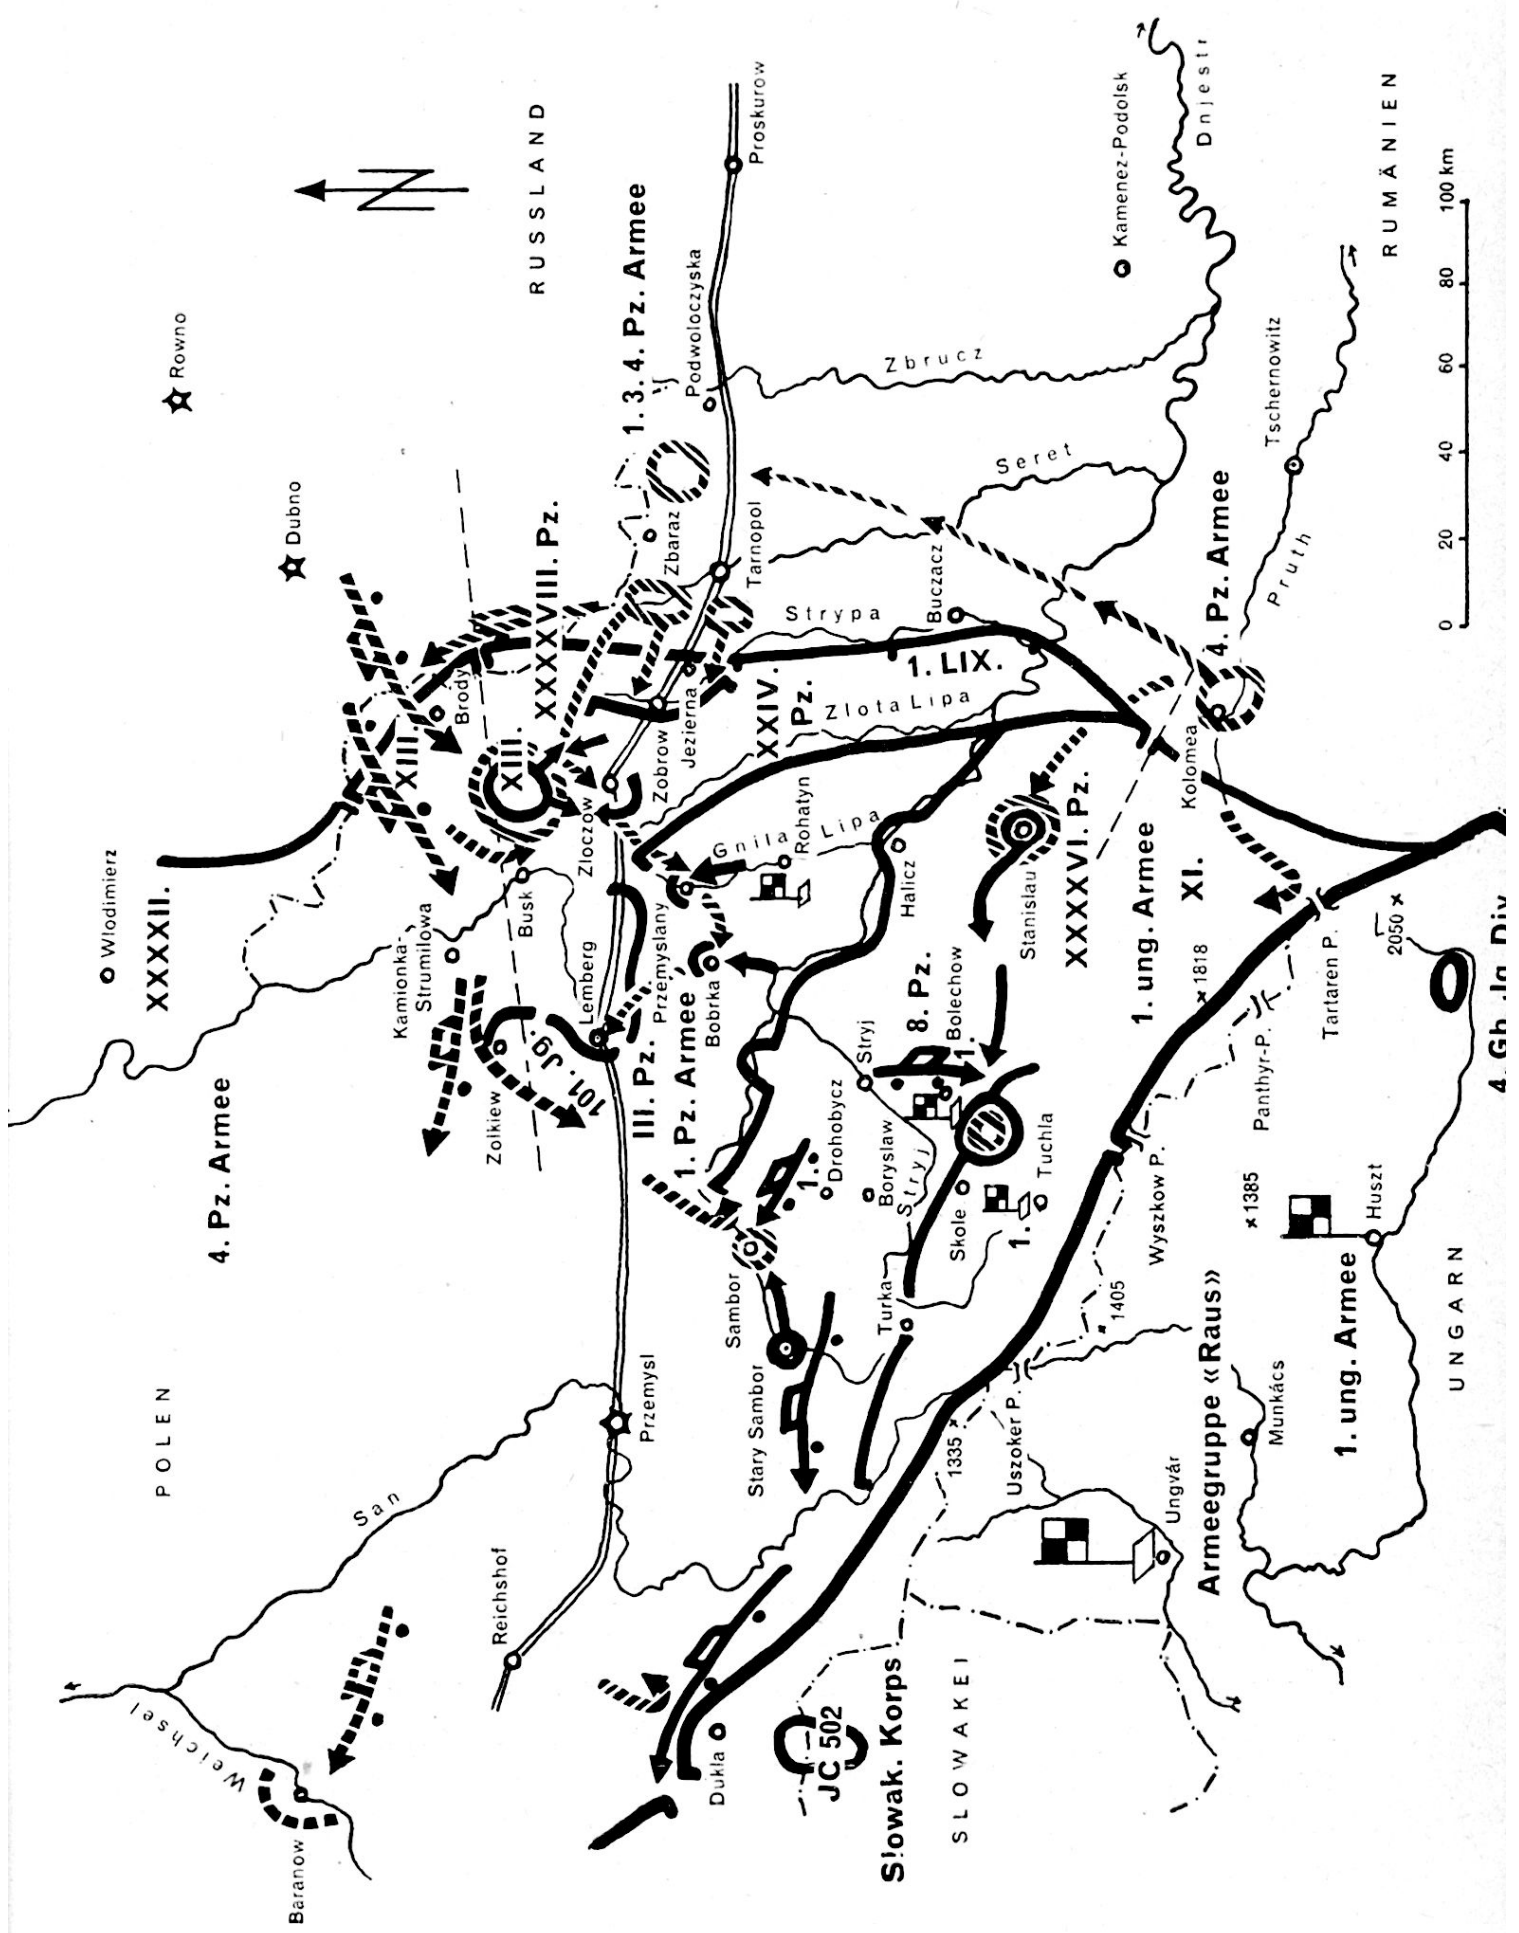 POLEN
Weichsel
Baranow
San
Reichshof
Przemysl
4. Pz. Armee
XXXXII.
Wlodimierz
Rowno
Dubno
RUSSLAND
N
Kamionka-
Strumilowa
Zolkiew
101. Jg.
Busk
Lemberg
XIII.
Brody
XIII.
XXXXVIII. Pz.
1. 3. 4. Pz. Armee
Zbaraz
Podwoloczyska
Proskurow
Tarnopol
Zloczow
Zobrow
Jezierna
III. Pz.
1. Pz. Armee
Przemyslany
Bobrka
Gnila Lipa
Rohatyn
XXIV.
Pz.
Zlota Lipa
Strypa
Seret
Zbrucz
1. LIX.
Buczacz
Halicz
Sambor
Stary Sambor
1.
Drohobycz
Boryslaw
Stryj
Stryj
8. Pz.
1.
Bolechow
Stanislau
XXXXVI. Pz.
Turka
Skole
Tuchla
1.
Dukla
JC 502
Slowak. Korps
SLOWAKEI
1335
Uszoker P.
1405
Wyszkow P.
1385
1818
Panthyr-P.
Tartaren P.
2050
1. ung. Armee
XI.
Kolomea
4. Pz. Armee
Pruth
Tschernowitz
Kamenez-Podolsk
Dnjestr
RUMÄNIEN
Ungvár
Armeegruppe «Raus»
Munkács
1. ung. Armee
Huszt
UNGARN
4. Gb. Jg. Div.
0 20 40 60 80 100 km